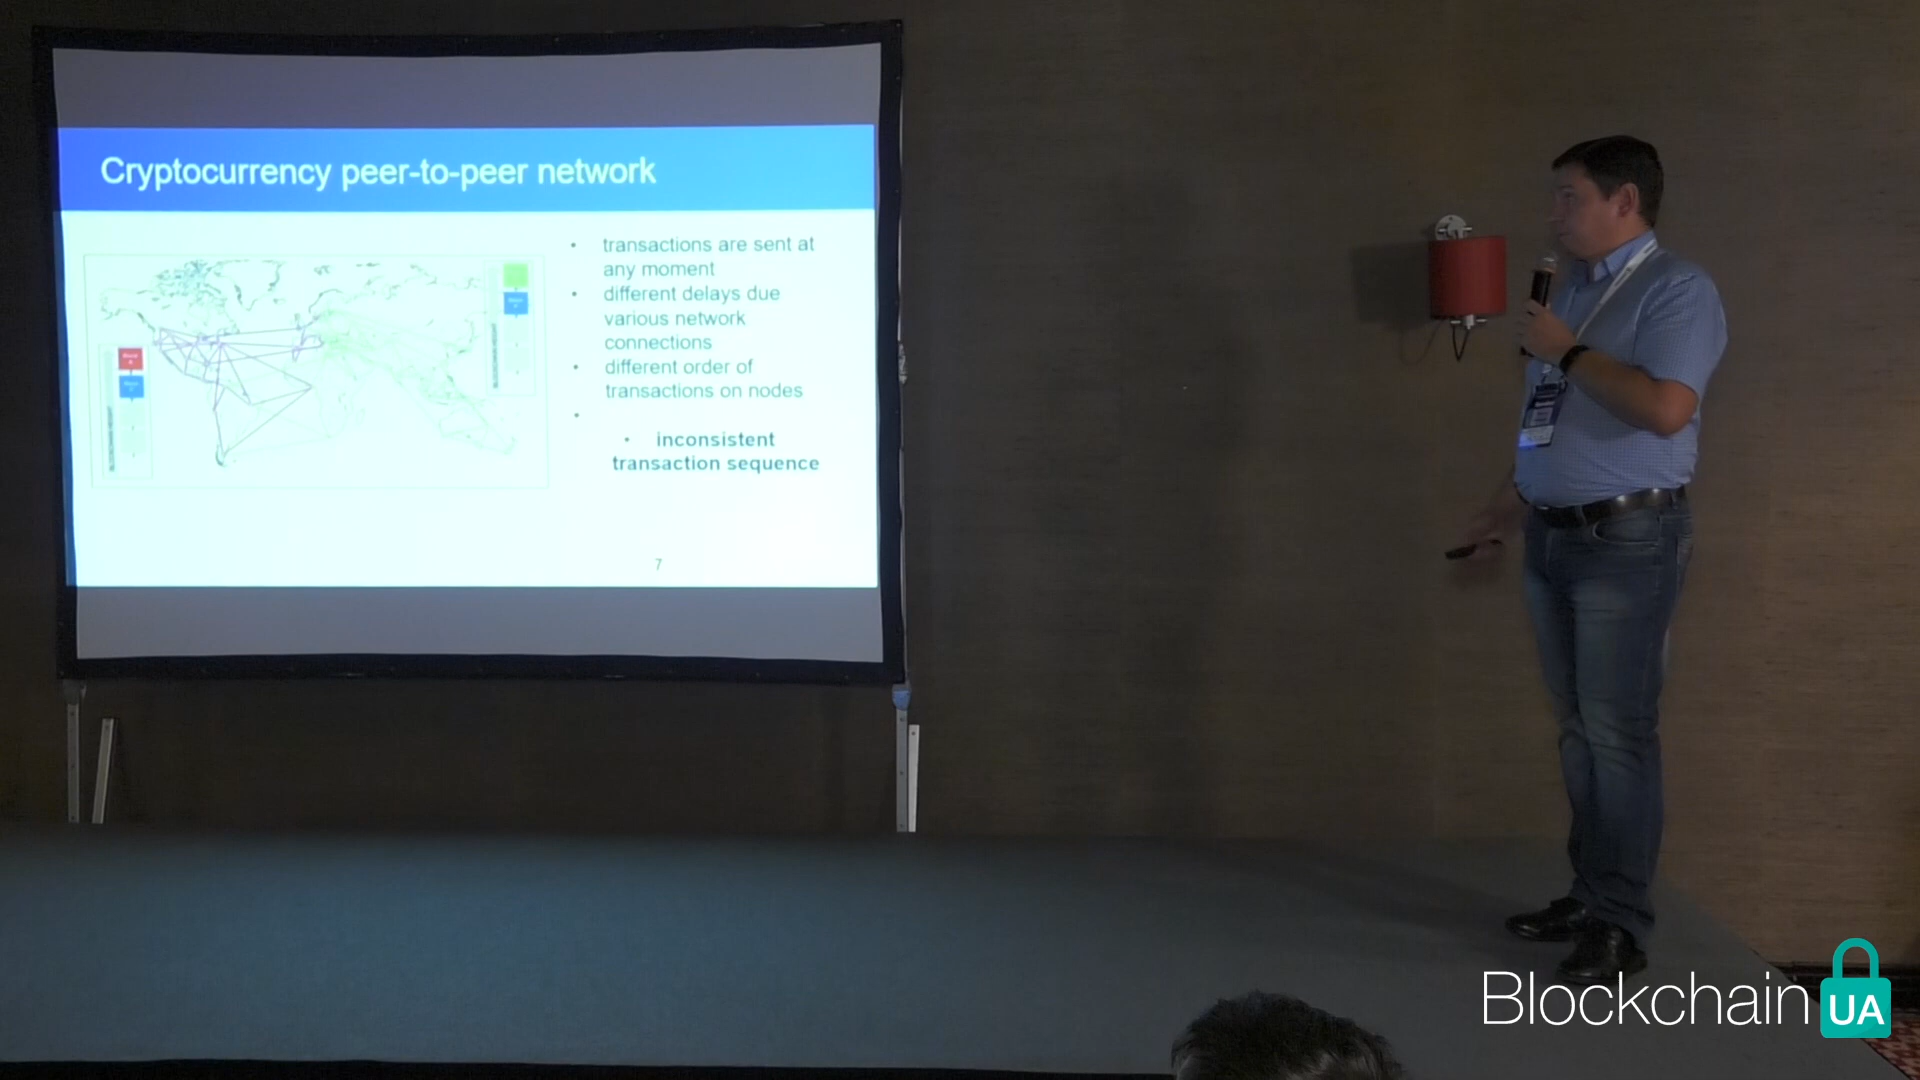 Cryptocurrency peer-to-peer network
• transactions are sent at
any moment
• different delays due
various network
connections
• different order of
transactions on nodes
•
• inconsistent
transaction sequence
7
Blockchain UA